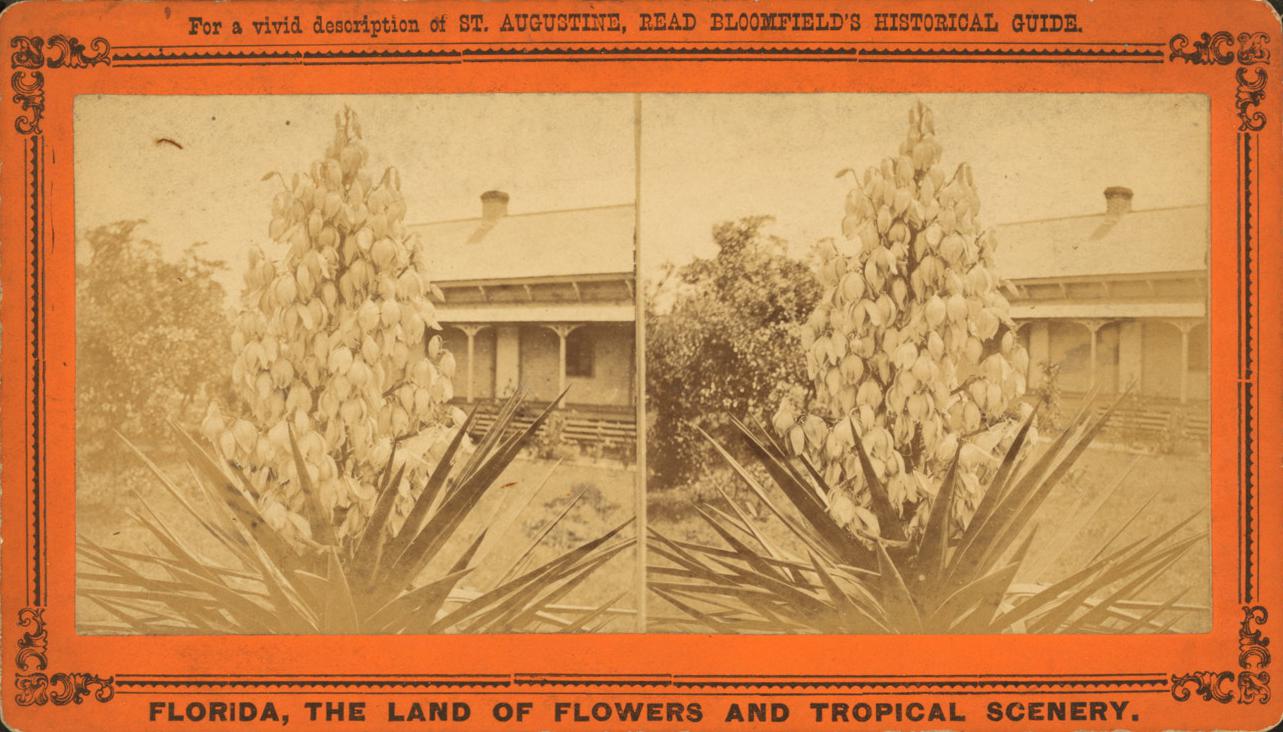 For a vivid description of ST. AUGUSTINE, READ BLOOMFIELD'S HISTORICAL GUIDE.
FLORiDA, THE LAND OF FLOWERS AND TROPICAL SCENERY.